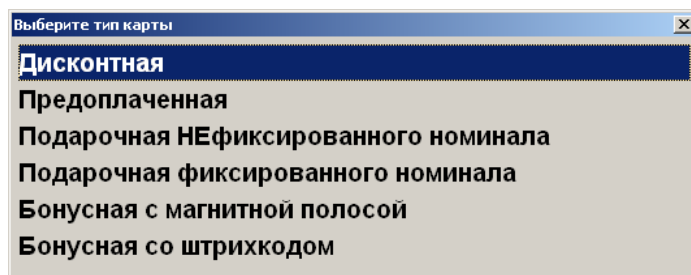 Выберите тип карты
Дисконтная
Предоплаченная
Подарочная НЕфиксированного номинала
Подарочная фиксированного номинала
Бонусная с магнитной полосой
Бонусная со штрихкодом